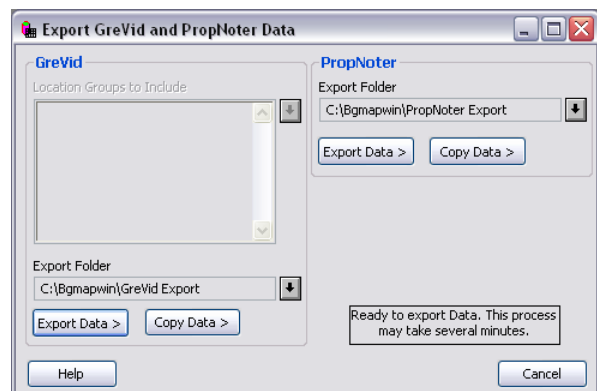 Export GreVid and PropNoter Data
GreVid
Location Groups to Include
Export Folder
C:\Bgmapwin\GreVid Export
Export Data >
Copy Data >
PropNoter
Export Folder
C:\Bgmapwin\PropNoter Export
Export Data >
Copy Data >
Ready to export Data. This process
may take several minutes.
Help
Cancel